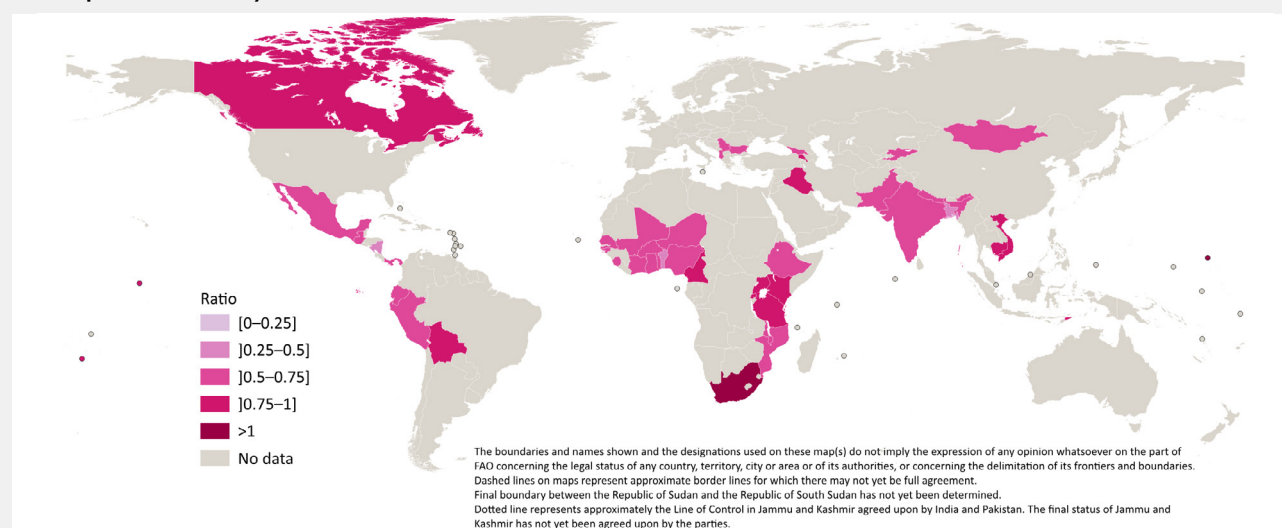 Ratio
[0–0.25]
]0.25–0.5]
]0.5–0.75]
]0.75–1]
>1
No data
The boundaries and names shown and the designations used on these map(s) do not imply the expression of any opinion whatsoever on the part of
FAO concerning the legal status of any country, territory, city or area or of its authorities, or concerning the delimitation of its frontiers and boundaries.
Dashed lines on maps represent approximate border lines for which there may not yet be full agreement.
Final boundary between the Republic of Sudan and the Republic of South Sudan has not yet been determined.
Dotted line represents approximately the Line of Control in Jammu and Kashmir agreed upon by India and Pakistan. The final status of Jammu and
Kashmir has not yet been agreed upon by the parties.